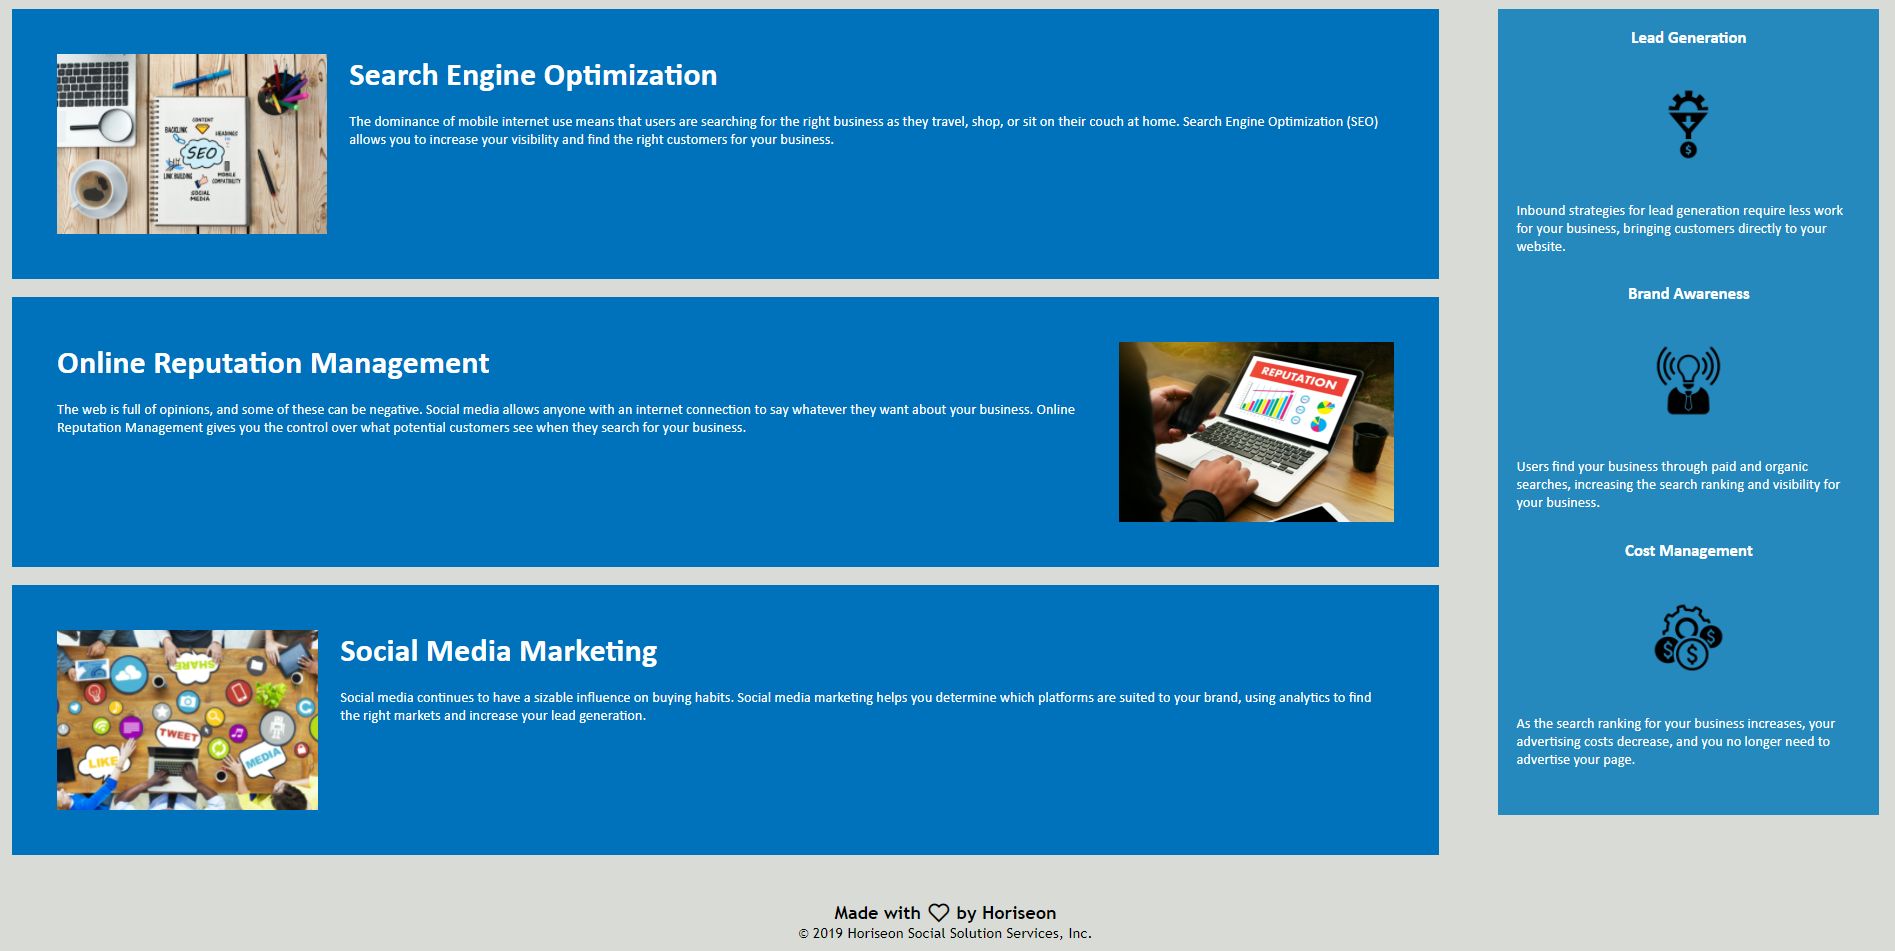 Search Engine Optimization
The dominance of mobile internet use means that users are searching for the right business as they travel, shop, or sit on their couch at home. Search Engine Optimization (SEO)
allows you to increase your visibility and find the right customers for your business.
CONTENT
BACKLINK
HEADINGS
SEO
LINK BUILDING
MOBILE
COMPATIBILITY
SOCIAL
MEDIA
Online Reputation Management
The web is full of opinions, and some of these can be negative. Social media allows anyone with an internet connection to say whatever they want about your business. Online
Reputation Management gives you the control over what potential customers see when they search for your business.
REPUTATION
Social Media Marketing
Social media continues to have a sizable influence on buying habits. Social media marketing helps you determine which platforms are suited to your brand, using analytics to find
the right markets and increase your lead generation.
SHARE
TWEET
LIKE
MEDIA
Lead Generation
$
Inbound strategies for lead generation require less work
for your business, bringing customers directly to your
website.
Brand Awareness
Users find your business through paid and organic
searches, increasing the search ranking and visibility for
your business.
Cost Management
$ $ $
As the search ranking for your business increases, your
advertising costs decrease, and you no longer need to
advertise your page.
Made with ♡ by Horiseon
© 2019 Horiseon Social Solution Services, Inc.